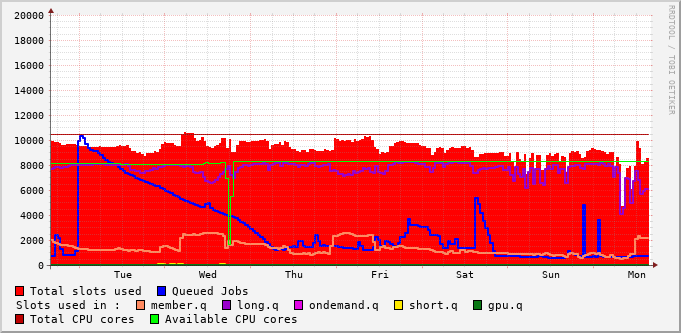 20000
18000
16000
14000
12000
10000
8000
6000
4000
2000
0
Tue Wed Thu Fri Sat Sun Mon
Total slots used Queued Jobs
Slots used in : member.q long.q ondemand.q short.q gpu.q
Total CPU cores Available CPU cores
RRDTOOL / TOBI OETIKER